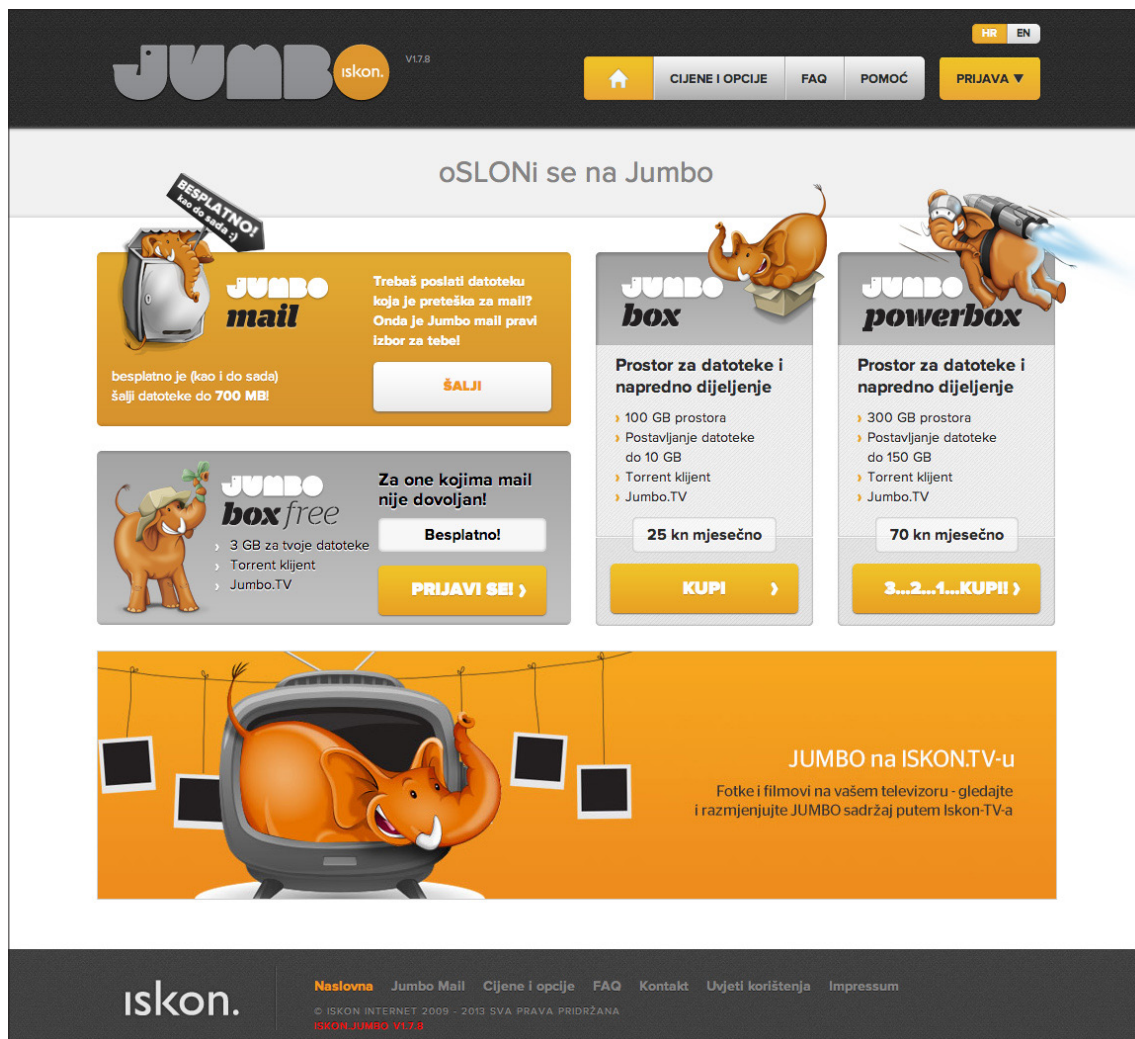 HR EN
JUMBO iskon. V1.7.8
CIJENE I OPCIJE FAQ POMOĆ PRIJAVA ▼
oSLONi se na Jumbo
BESPLATNO!
kao do sada :)
JUMBO
mail
Trebaš poslati datoteku
koja je preteška za mail?
Onda je Jumbo mail pravi
izbor za tebe!
besplatno je (kao i do sada)
šalji datoteke do 700 MB!
ŠALJI
JUMBO
box free
3 GB za tvoje datoteke
Torrent klijent
Jumbo.TV
Za one kojima mail
nije dovoljan!
Besplatno!
PRIJAVI SE! ›
JUMBO
box
Prostor za datoteke i
napredno dijeljenje
› 100 GB prostora
› Postavljanje datoteke
do 10 GB
› Torrent klijent
› Jumbo.TV
25 kn mjesečno
KUPI ›
JUMBO
powerbox
Prostor za datoteke i
napredno dijeljenje
› 300 GB prostora
› Postavljanje datoteke
do 150 GB
› Torrent klijent
› Jumbo.TV
70 kn mjesečno
3...2...1...KUPI! ›
JUMBO na ISKON.TV-u
Fotke i filmovi na vašem televizoru - gledajte
i razmjenjujte JUMBO sadržaj putem Iskon-TV-a
iskon.
Naslovna Jumbo Mail Cijene i opcije FAQ Kontakt Uvjeti korištenja Impressum
© ISKON INTERNET 2009 - 2013 SVA PRAVA PRIDRŽANA
ISKON.JUMBO V1.7.8